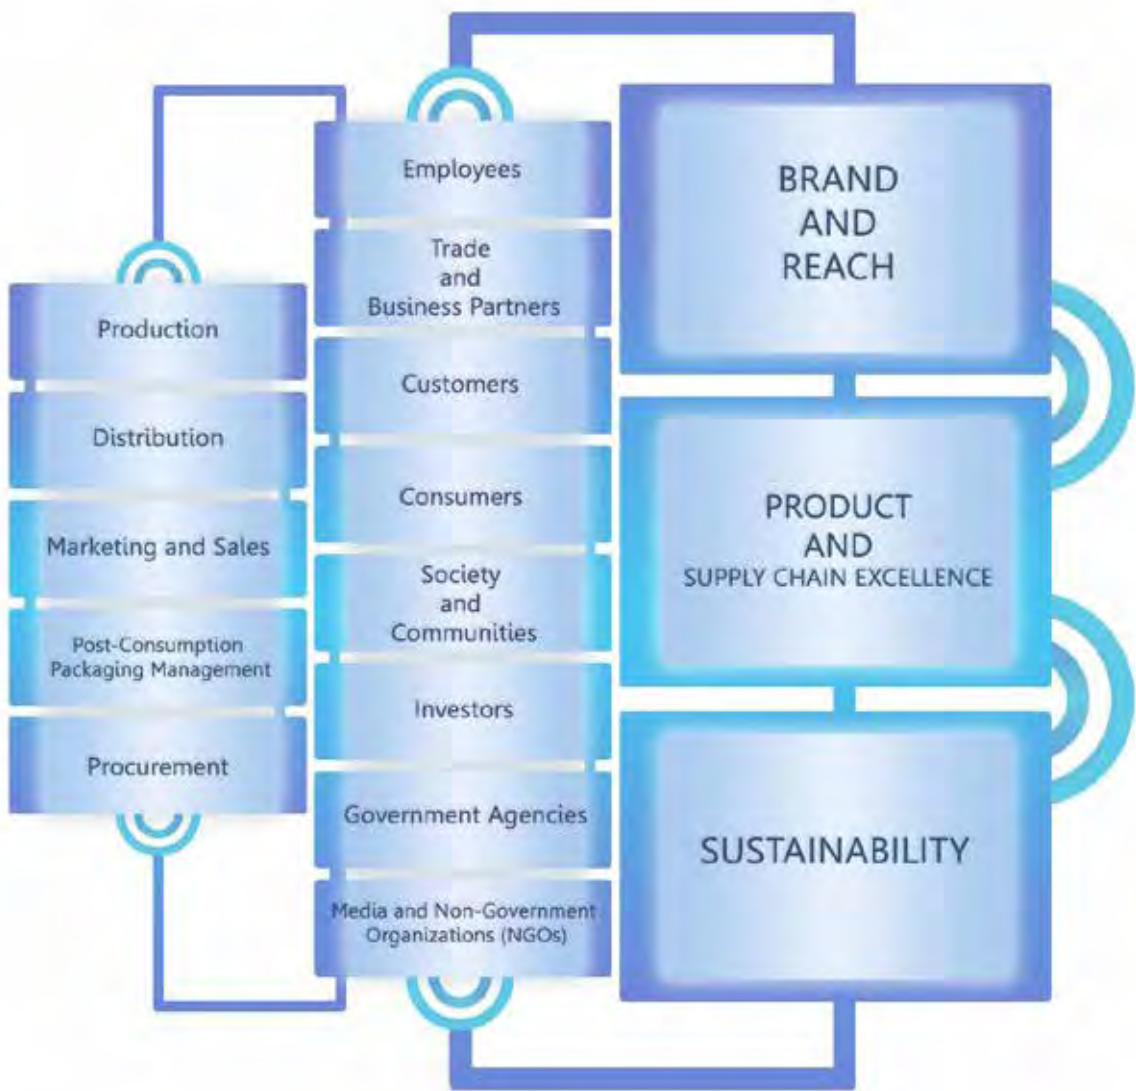 Production
Distribution
Marketing and Sales
Post-Consumption
Packaging Management
Procurement
Employees
Trade
and
Business Partners
Customers
Consumers
Society
and
Communities
Investors
Government Agencies
Media and Non-Government
Organizations (NGOs)
BRAND
AND
REACH
PRODUCT
AND
SUPPLY CHAIN EXCELLENCE
SUSTAINABILITY